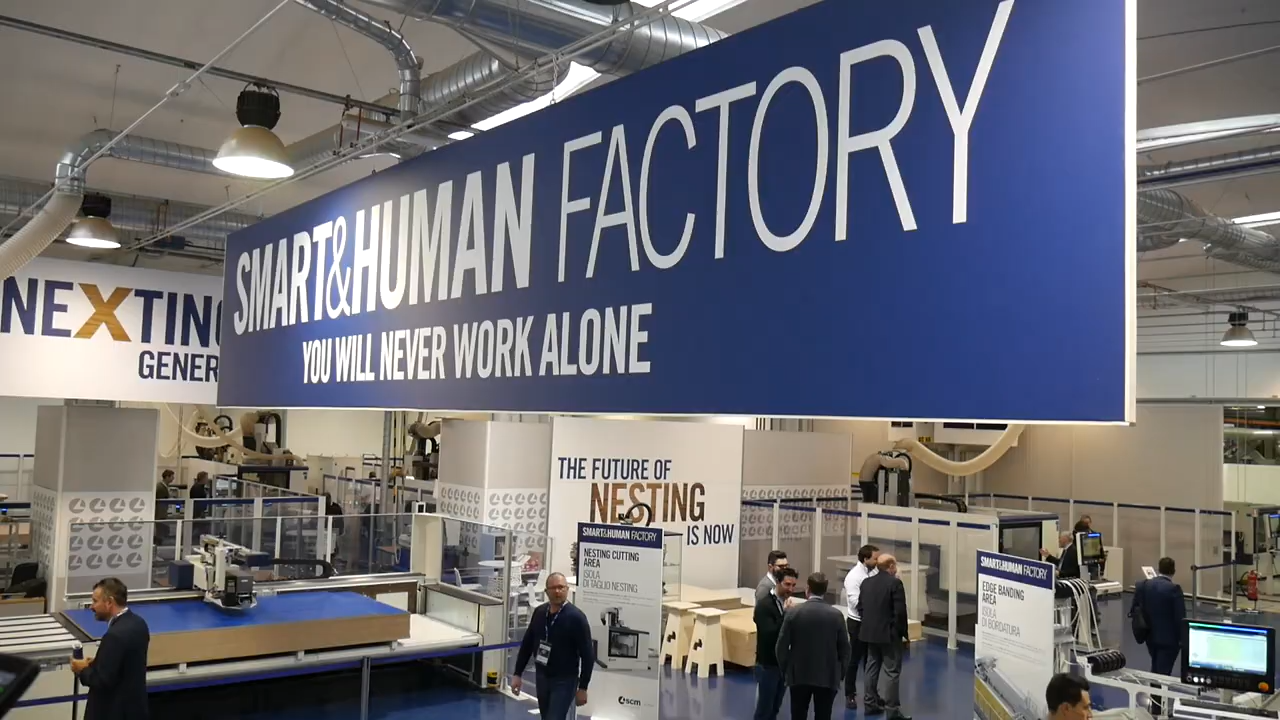 SMART&HUMAN FACTORY
YOU WILL NEVER WORK ALONE
NEXTIN
GENER
THE FUTURE OF
NESTING
IS NOW
SMART&HUMAN FACTORY
NESTING CUTTING
AREA
ISOLA
DI TAGLIO NESTING
scm
SMART&HUMAN FACTORY
EDGE BANDING
AREA
ISOLA
DI BORDATURA